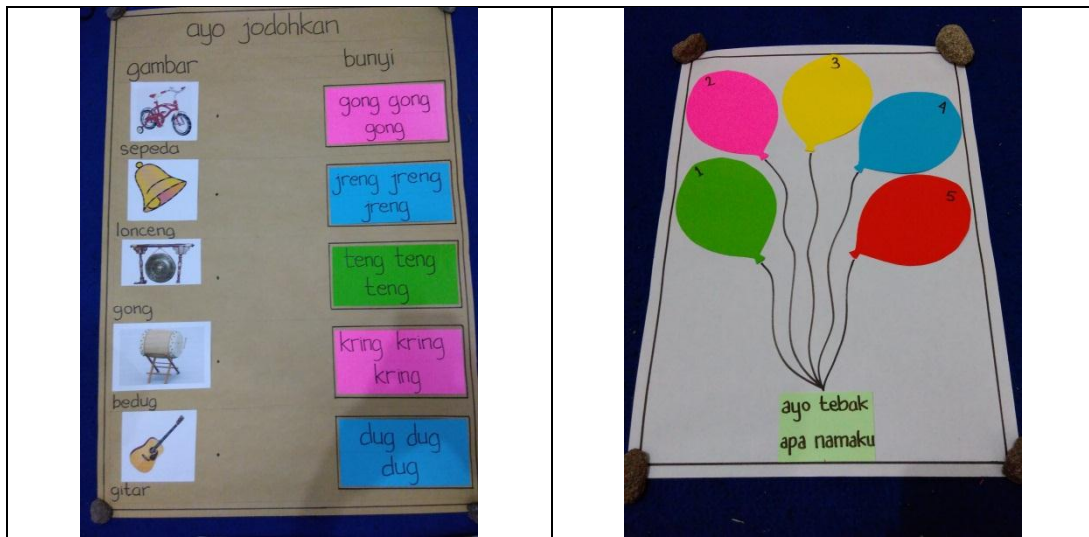 ayo jodohkan
gambar
bunyi
sepeda
gong gong
gong
lonceng
jreng jreng
jreng
gong
teng teng
teng
bedug
kring kring
kring
gitar
dug dug
dug
1
2
3
4
5
ayo tebak
apa namaku